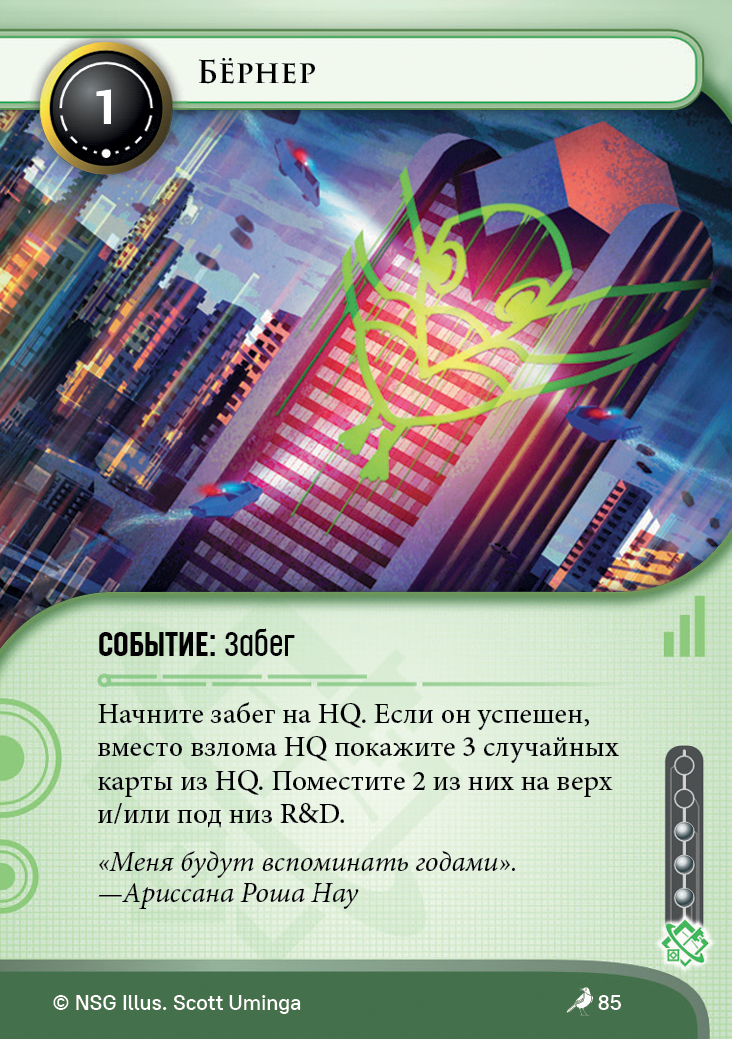 1
Бёрнер
СОБЫТИЕ: Забег
Начните забег на HQ. Если он успешен,
вместо взлома HQ покажите 3 случайных
карты из HQ. Поместите 2 из них на верх
и/или под низ R&D.
«Меня будут вспоминать годами».
—Ариссана Роша Нау
© NSG Illus. Scott Uminga
85